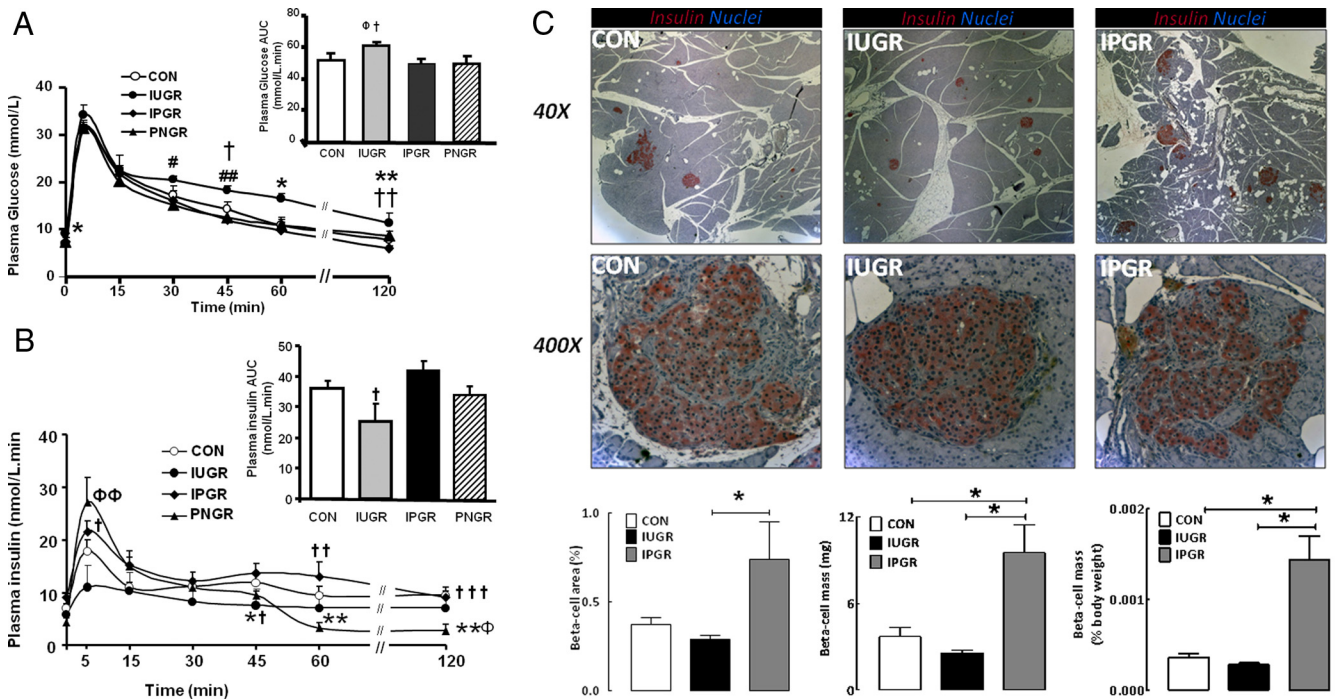 A
Plasma Glucose (mmol/L)
40
30
20
10
0
CON
IUGR
IPGR
PNGR
*
#
†
##
*
**
††
//
//
0 15 30 45 60 120
Time (min)
Plasma Glucose AUC
(mmol/L.min)
80
60
40
20
0
Φ †
CON IUGR IPGR PNGR
B
Plasma insulin (nmol/L.min
40
30
20
10
0
CON
IUGR
IPGR
PNGR
ΦΦ
†
††
*†
**
†††
**Φ
//
//
//
5 15 30 45 60 120
Time (min)
Plasma insulin AUC
(nmol/L.min)
50
40
30
20
10
0
†
CON IUGR IPGR PNGR
C
Insulin Nuclei
Insulin Nuclei
Insulin Nuclei
40X
CON
IUGR
IPGR
400X
CON
IUGR
IPGR
Beta-cell area (%)
1.0
0.5
0.0
CON
IUGR
IPGR
*
Beta-cell mass (mg)
12
9
6
3
0
CON
IUGR
IPGR
*
*
Beta-cell mass
(% body weight)
0.002
0.001
0.000
CON
IUGR
IPGR
*
*